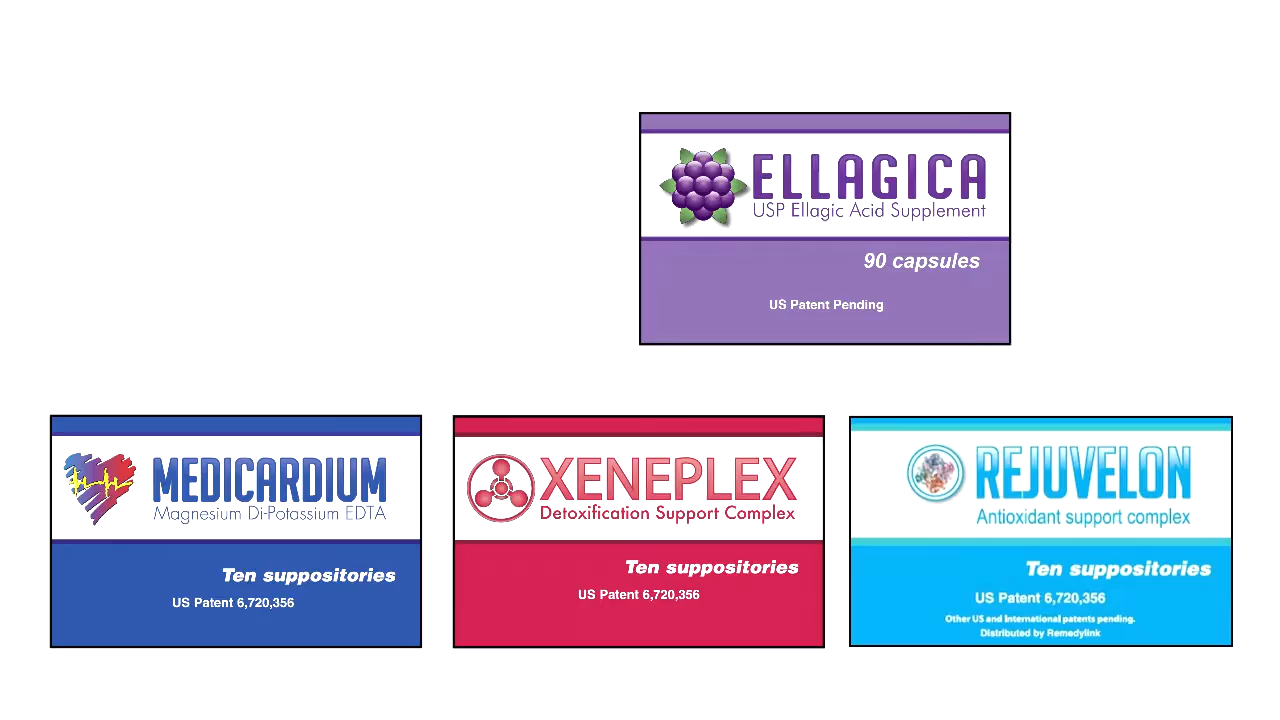 ELLAGICA
USP Ellagic Acid Supplement
90 capsules
US Patent Pending
MEDICARDIUM
Magnesium Di-Potassium EDTA
Ten suppositories
US Patent 6,720,356
XENEPLEX
Detoxification Support Complex
Ten suppositories
US Patent 6,720,356
REJUVELON
Antioxidant support complex
Ten suppositories
US Patent 6,720,356
Other US and International patents pending.
Distributed by Remedylink